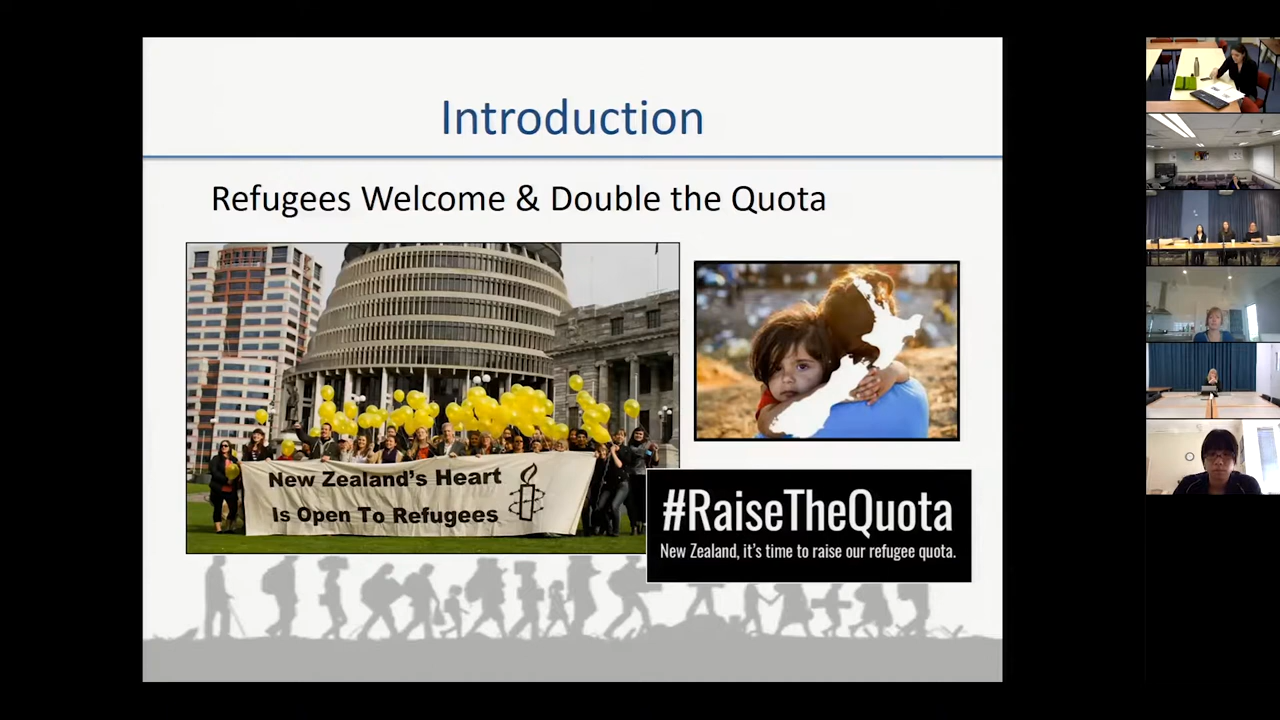 Introduction
Refugees Welcome & Double the Quota
New Zealand's Heart
Is Open To Refugees
#RaiseTheQuota
New Zealand, it's time to raise our refugee quota.